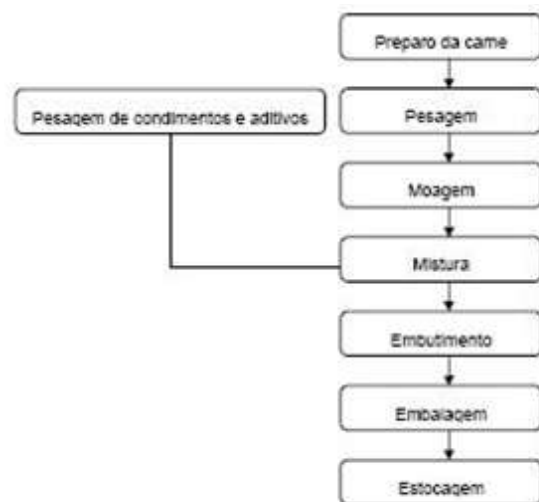 Preparo da carne
Pesagem de condimentos e aditivos
Pesagem
Moagem
Mistura
Embutimento
Embalagem
Estocagem